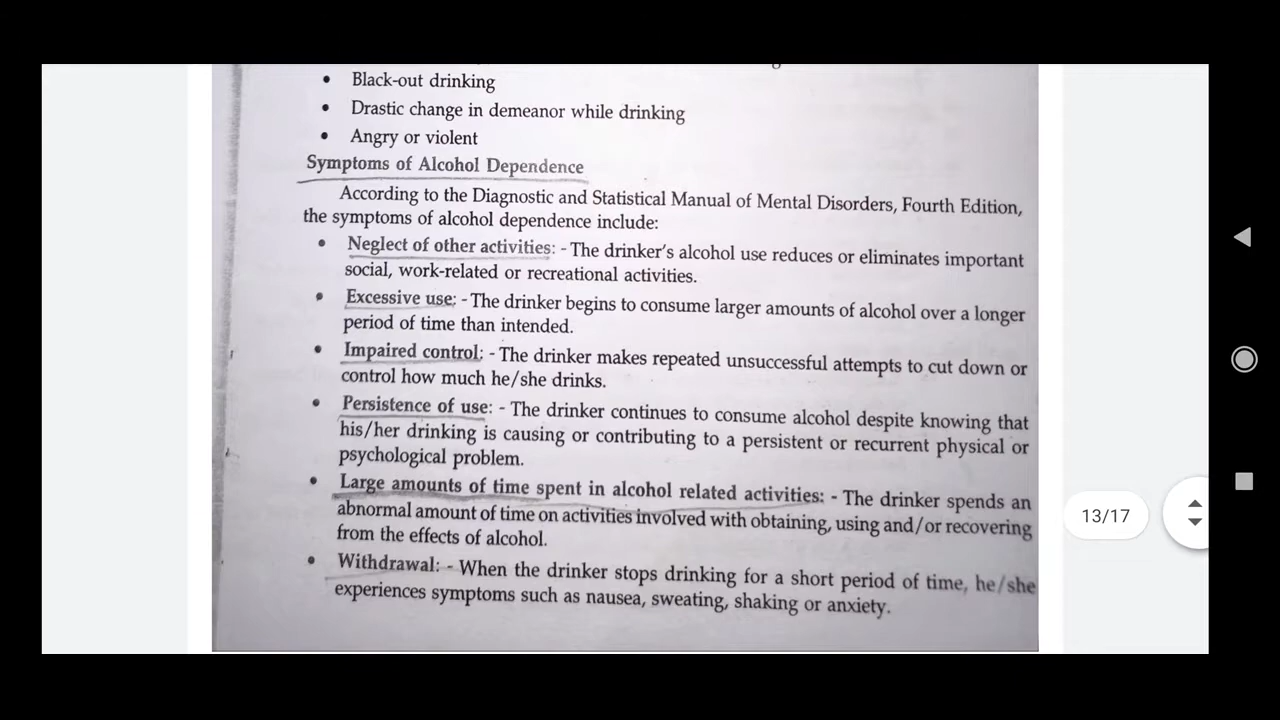 • Black-out drinking
• Drastic change in demeanor while drinking
• Angry or violent
Symptoms of Alcohol Dependence
According to the Diagnostic and Statistical Manual of Mental Disorders, Fourth Edition,
the symptoms of alcohol dependence include:
• Neglect of other activities: - The drinker's alcohol use reduces or eliminates important
social, work-related or recreational activities.
• Excessive use: - The drinker begins to consume larger amounts of alcohol over a longer
period of time than intended.
• Impaired control: - The drinker makes repeated unsuccessful attempts to cut down or
control how much he/she drinks.
• Persistence of use: - The drinker continues to consume alcohol despite knowing that
his/her drinking is causing or contributing to a persistent or recurrent physical or
psychological problem.
• Large amounts of time spent in alcohol related activities: - The drinker spends an
abnormal amount of time on activities involved with obtaining, using and/or recovering
from the effects of alcohol.
• Withdrawal: - When the drinker stops drinking for a short period of time, he/she
experiences symptoms such as nausea, sweating, shaking or anxiety.
13/17